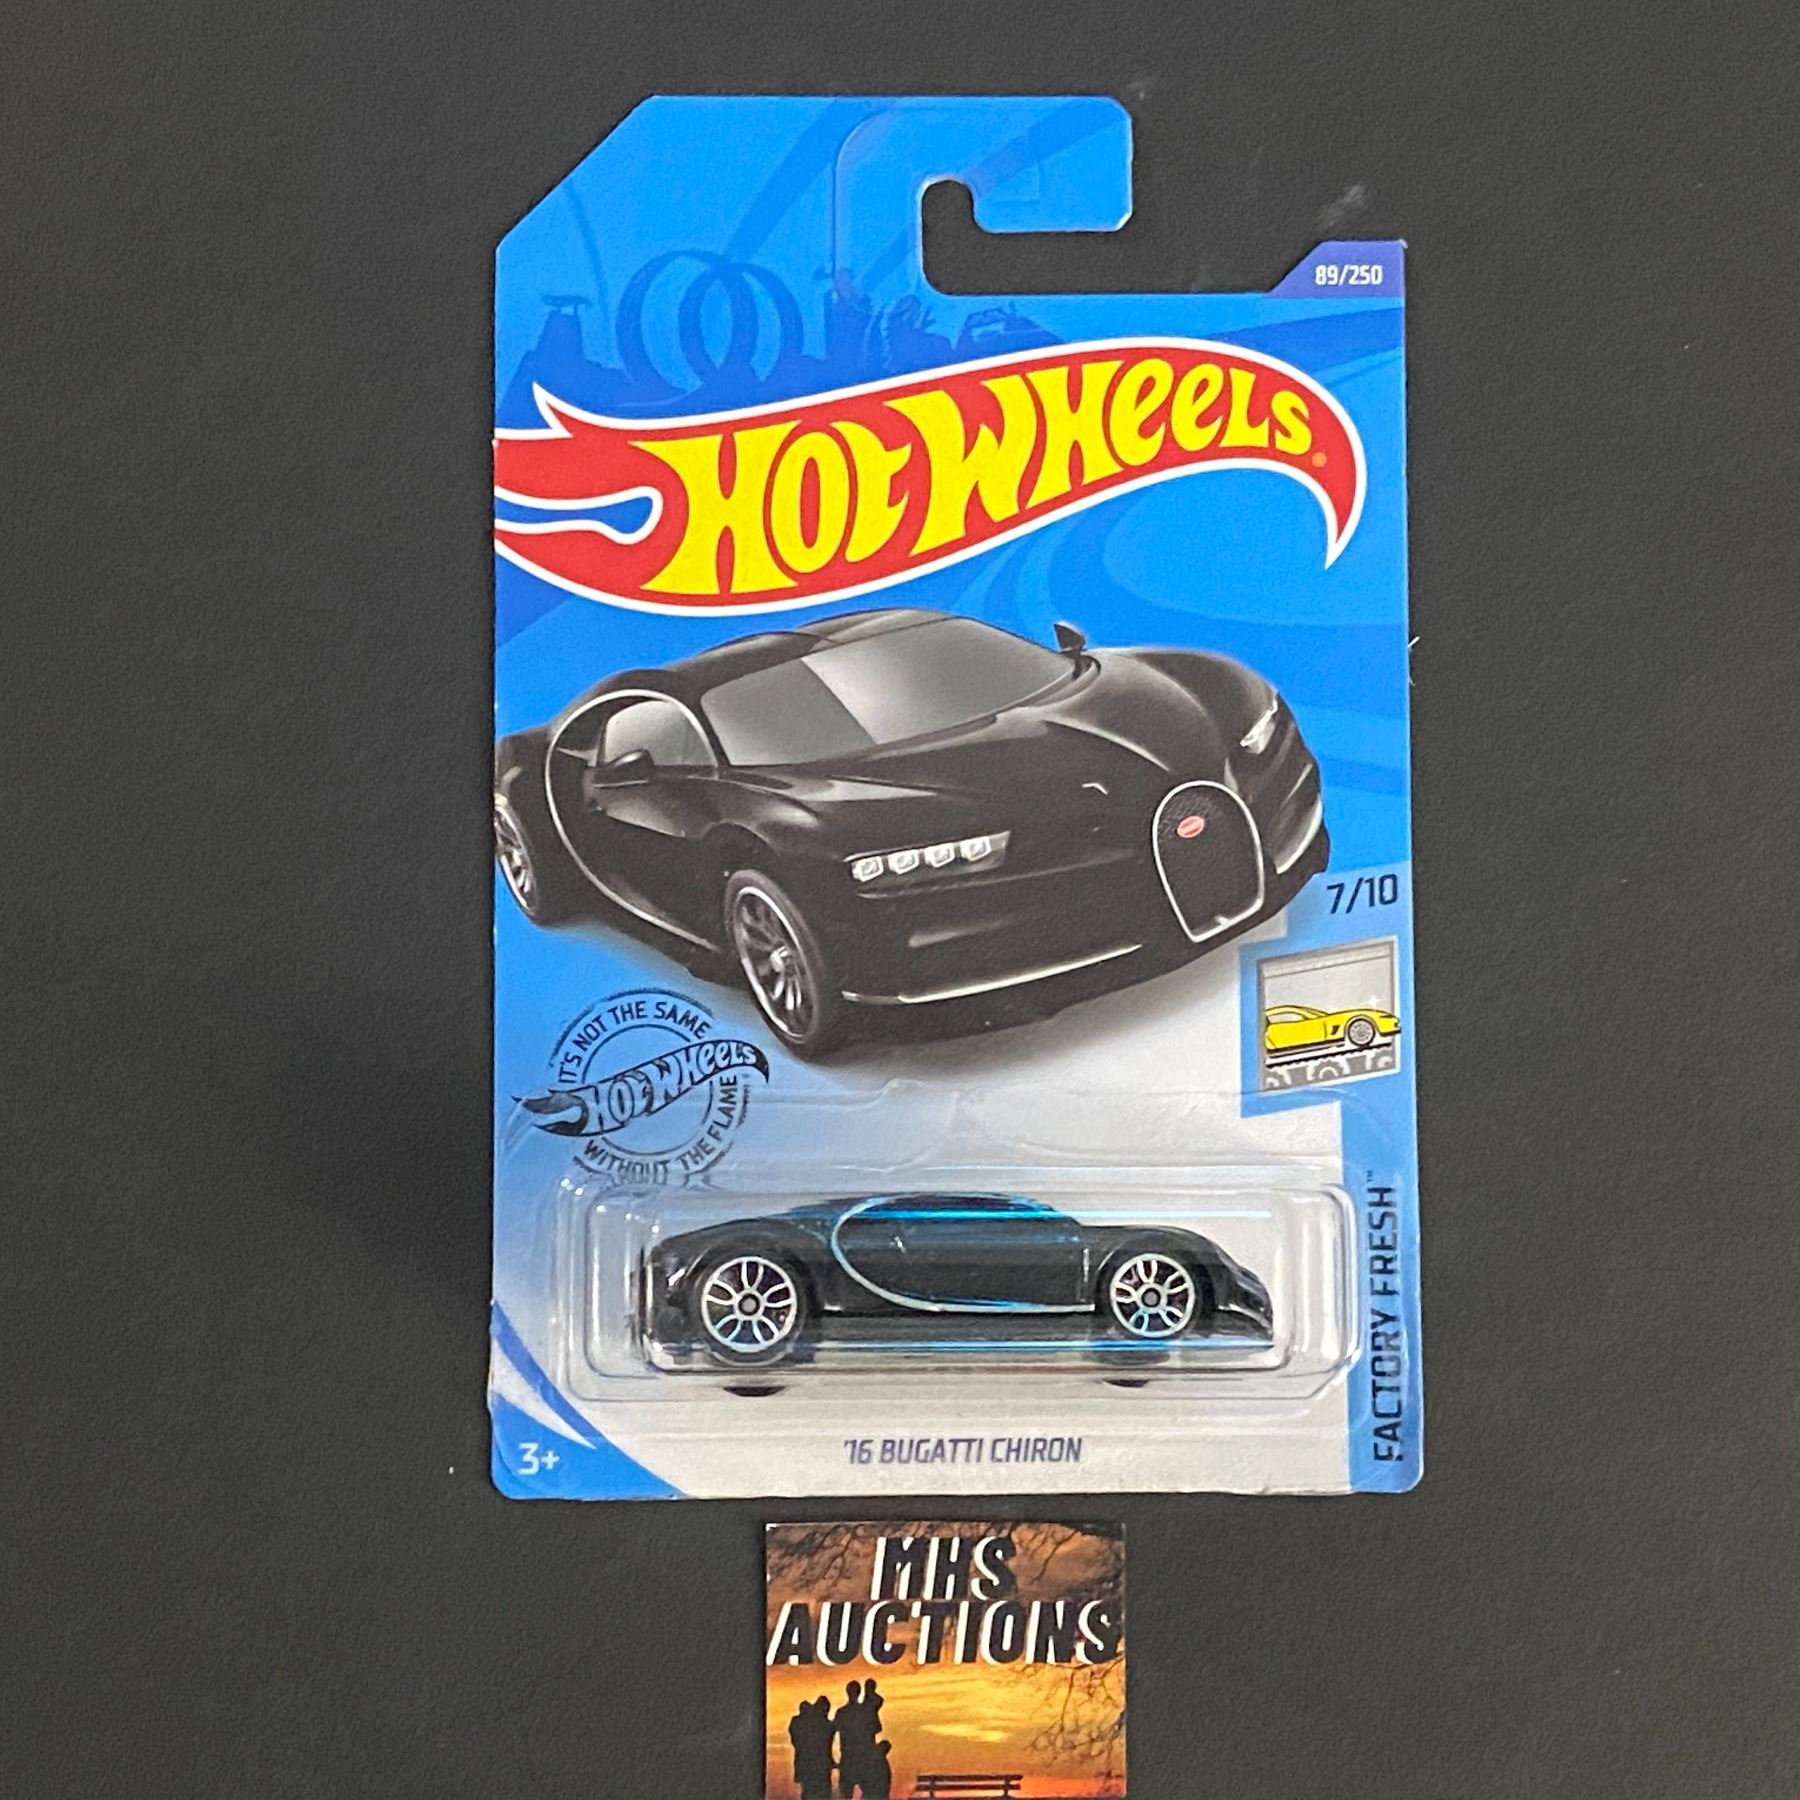 89/250
HOT WHEELS
7/10
IT'S NOT THE SAME
HOT WHEELS
WITHOUT THE FLAME
FACTORY FRESH™
3+
'16 BUGATTI CHIRON
MHS
AUCTIONS